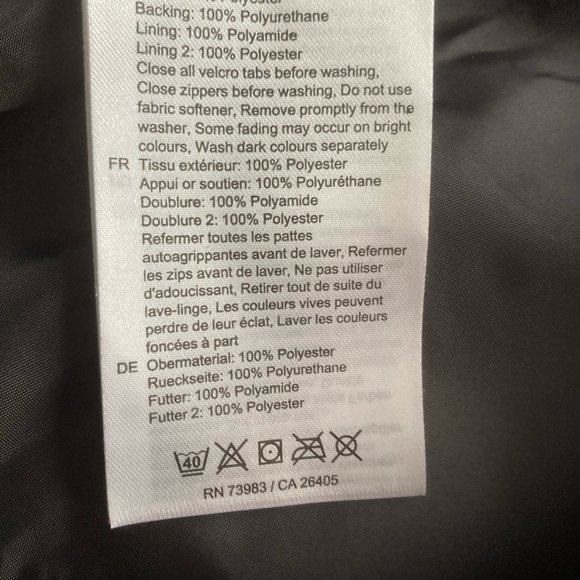 Polyester
Backing: 100% Polyurethane
Lining: 100% Polyamide
Lining 2: 100% Polyester
Close all velcro tabs before washing,
Close zippers before washing, Do not use
fabric softener, Remove promptly from the
washer, Some fading may occur on bright
colours, Wash dark colours separately
FR Tissu extérieur: 100% Polyester
Appui or soutien: 100% Polyuréthane
Doublure: 100% Polyamide
Doublure 2: 100% Polyester
Refermer toutes les pattes
autoagrippantes avant de laver, Refermer
les zips avant de laver, Ne pas utiliser
d'adoucissant, Retirer tout de suite du
lave-linge, Les couleurs vives peuvent
perdre de leur éclat, Laver les couleurs
foncées à part
DE Obermaterial: 100% Polyester
Rueckseite: 100% Polyurethane
Futter: 100% Polyamide
Futter 2: 100% Polyester
40
RN 73983 / CA 26405